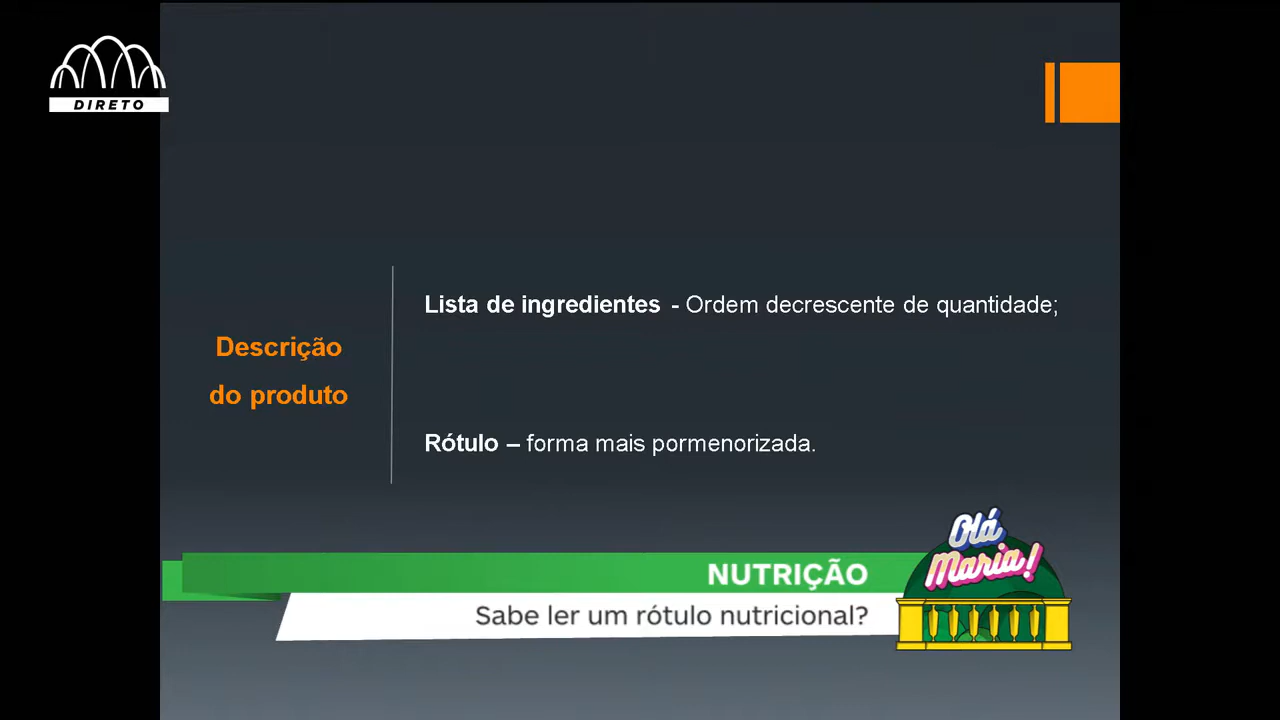 DIRETO
Lista de ingredientes - Ordem decrescente de quantidade;
Descrição
do produto
Rótulo – forma mais pormenorizada.
Olá
Maria!
NUTRIÇÃO
Sabe ler um rótulo nutricional?